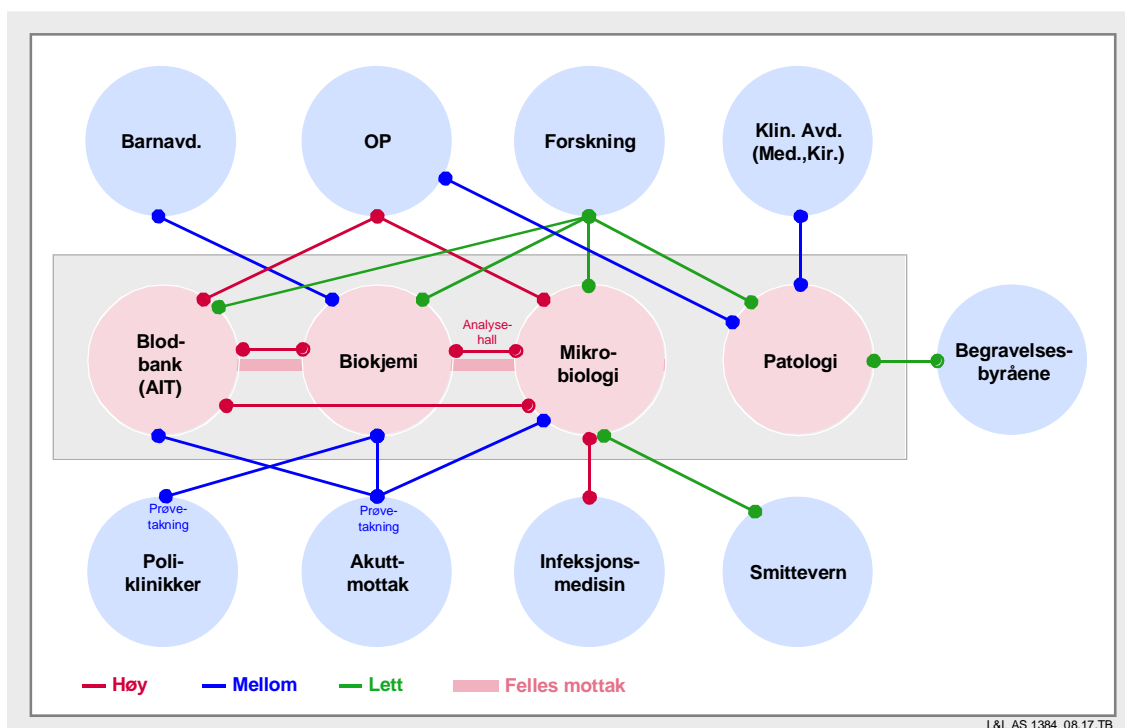 Barnavd.
OP
Forskning
Klin. Avd.
(Med.,Kir.)
Blod-
bank
(AIT)
Biokjemi
Analyse-
hall
Mikro-
biologi
Patologi
Begravelses-
byråene
Prøve-
takning
Poli-
klinikker
Prøve-
takning
Akutt-
mottak
Infeksjons-
medisin
Smittevern
Høy
Mellom
Lett
Felles mottak
L&L AS 1384 08.17.TB